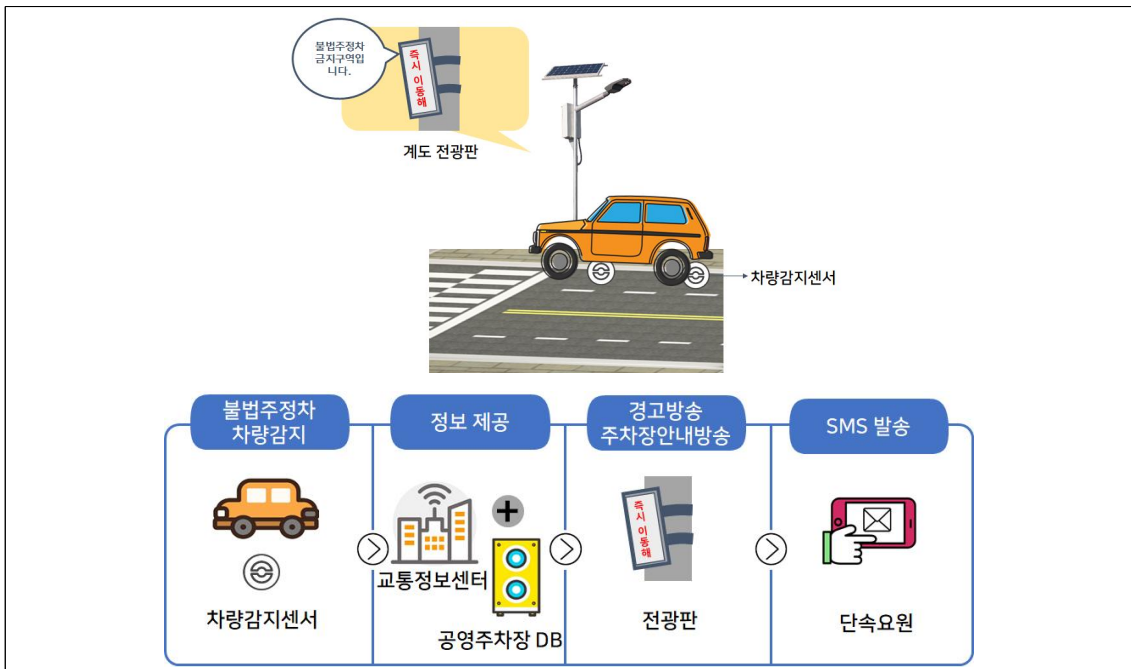 불법주정차
금지구역입
니다.
즉시 이동해
계도 전광판
차량감지센서
불법주정차
차량감지
정보 제공
경고방송
주차장안내방송
SMS 발송
즉시 이동해
교통정보센터
차량감지센서
공영주차장 DB
전광판
단속요원